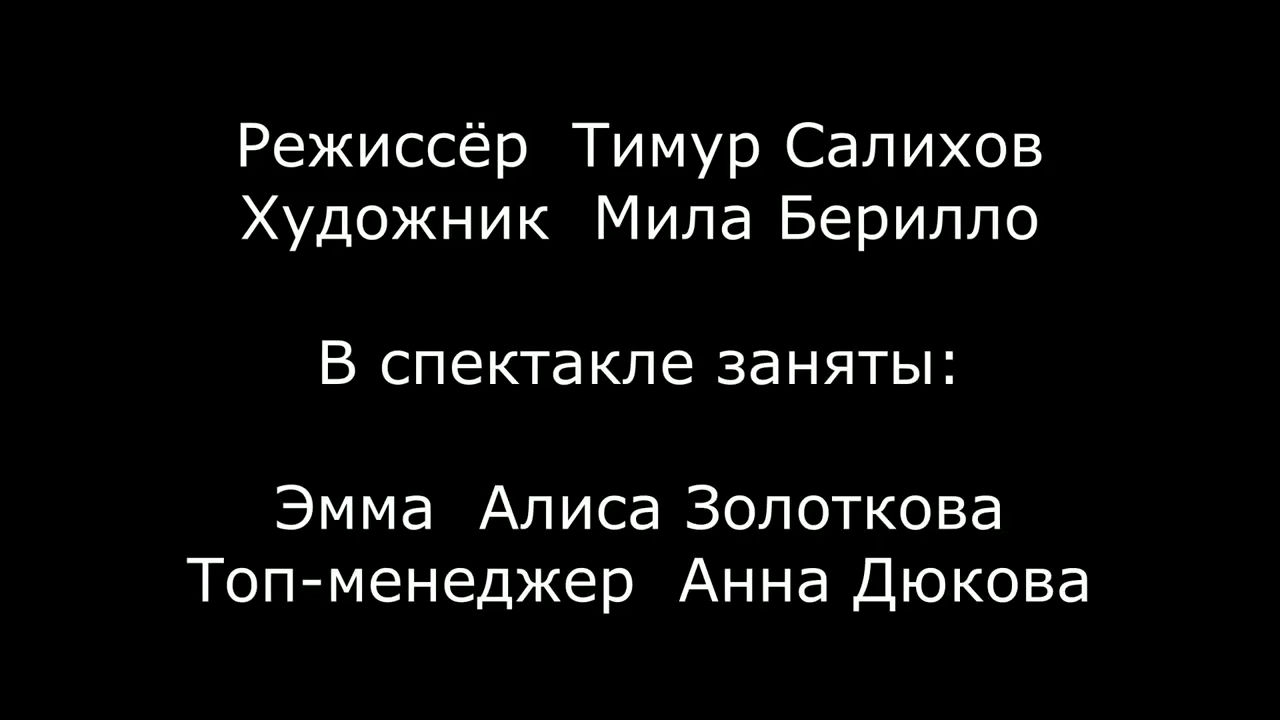 Режиссёр Тимур Салихов
Художник Мила Берилло
В спектакле заняты:
Эмма Алиса Золоткова
Топ-менеджер Анна Дюкова